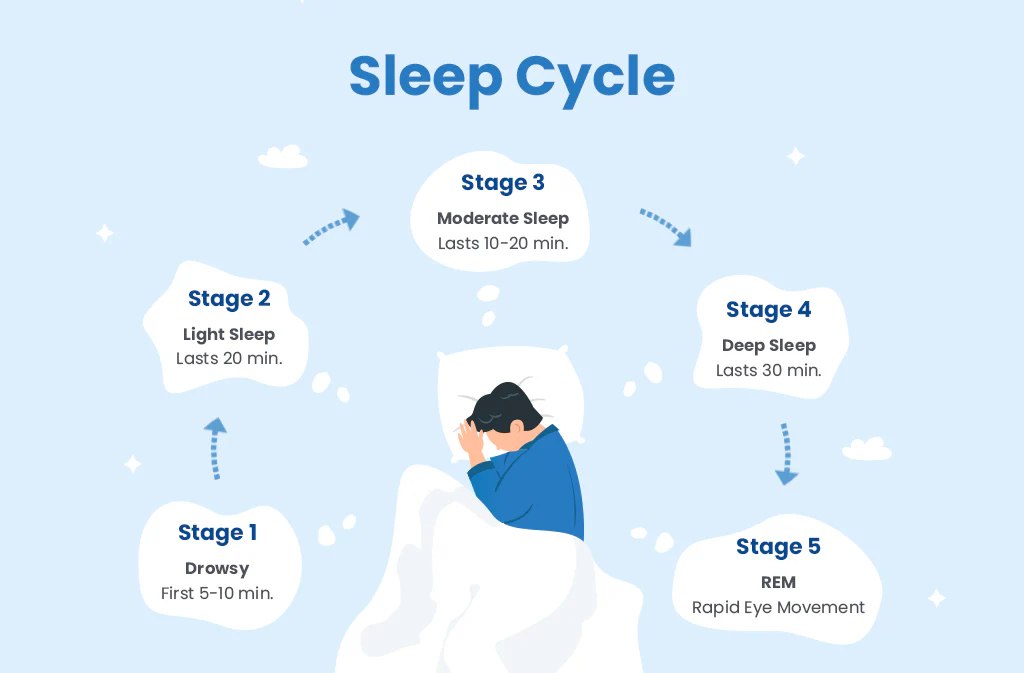 Sleep Cycle
Stage 1
Drowsy
First 5-10 min.
Stage 2
Light Sleep
Lasts 20 min.
Stage 3
Moderate Sleep
Lasts 10-20 min.
Stage 4
Deep Sleep
Lasts 30 min.
Stage 5
REM
Rapid Eye Movement